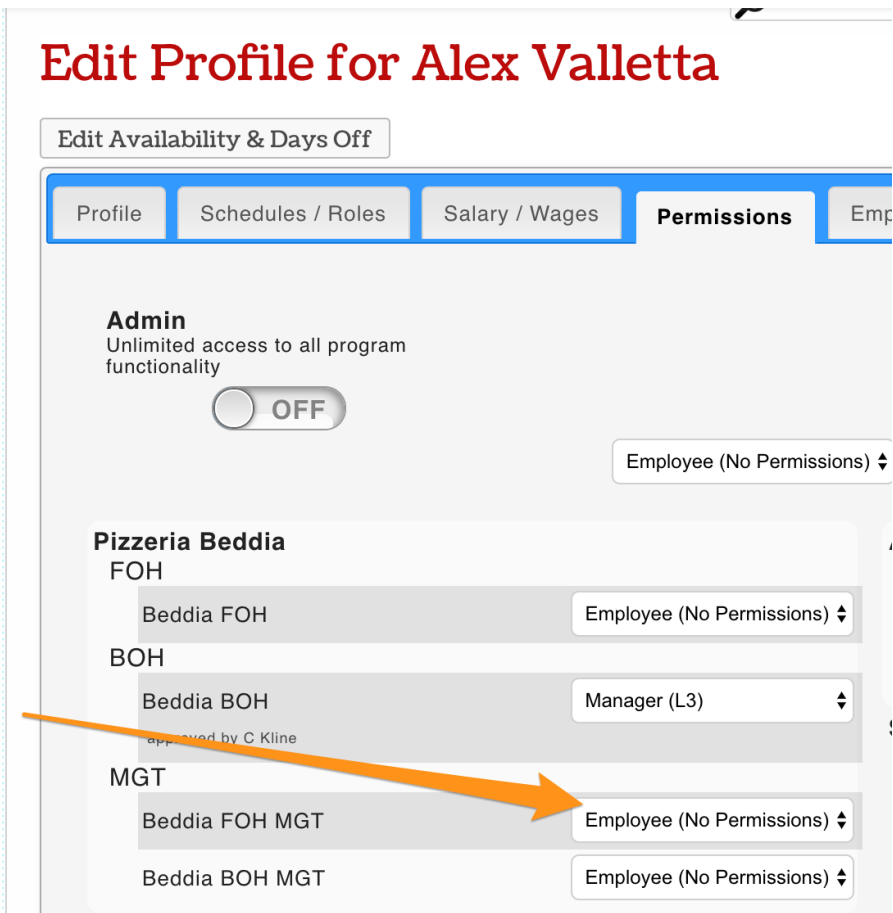 Edit Profile for Alex Valletta
Edit Availability & Days Off
Profile
Schedules / Roles
Salary / Wages
Permissions
Emp
Admin
Unlimited access to all program
functionality
OFF
Employee (No Permissions)
Pizzeria Beddia
FOH
Beddia FOH
Employee (No Permissions)
BOH
Beddia BOH
Manager (L3)
approved by C Kline
MGT
Beddia FOH MGT
Employee (No Permissions)
Beddia BOH MGT
Employee (No Permissions)